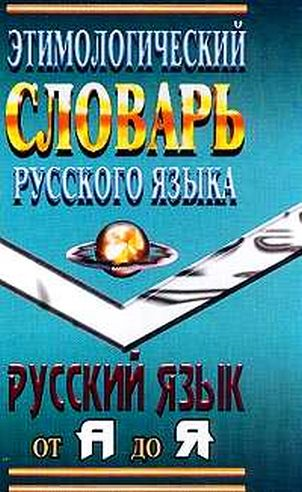 ЭТИМОЛОГИЧЕСКИЙ
СЛОВАРЬ
РУССКОГО ЯЗЫКА
РУССКИЙ ЯЗЫК
от А до Я